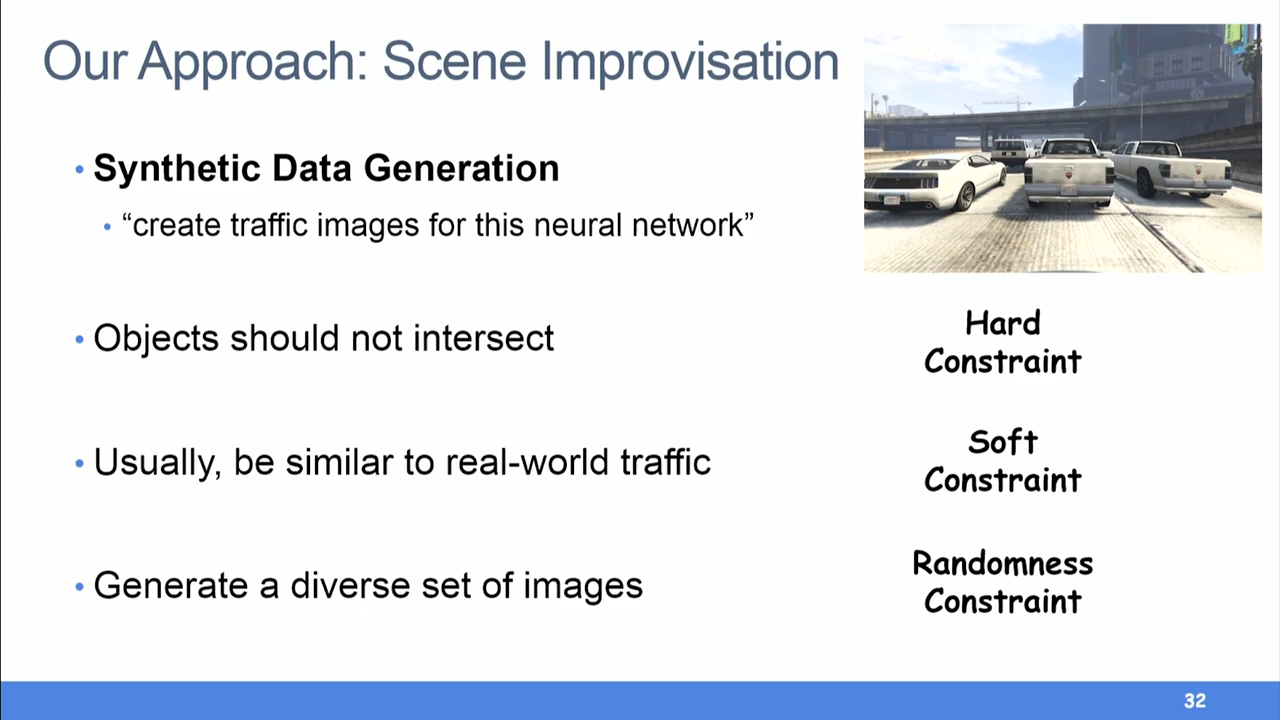 Our Approach: Scene Improvisation
• Synthetic Data Generation
• “create traffic images for this neural network”
• Objects should not intersect
Hard
Constraint
• Usually, be similar to real-world traffic
Soft
Constraint
• Generate a diverse set of images
Randomness
Constraint
32